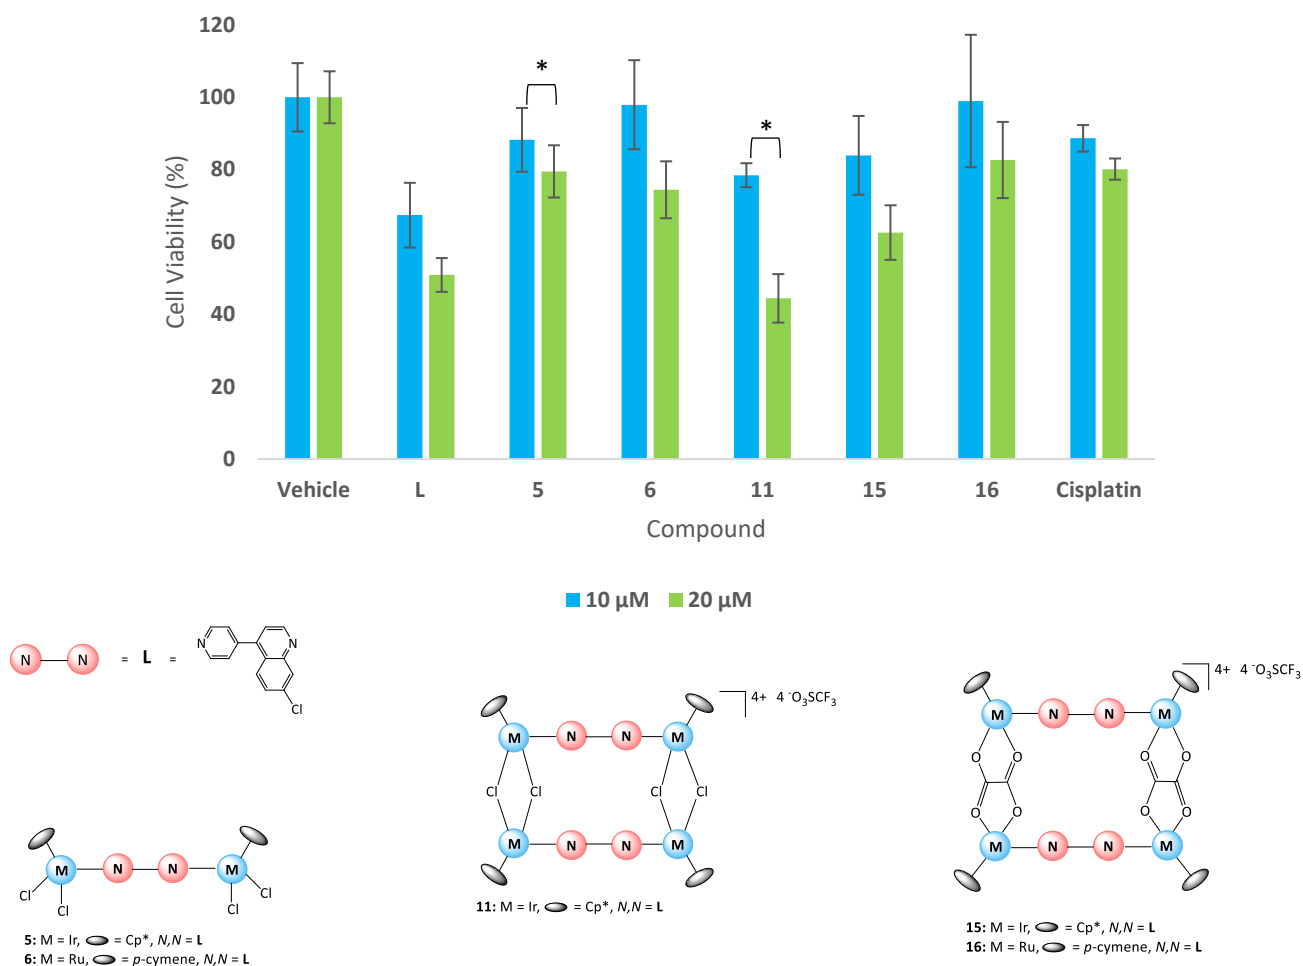 120
100
80
60
40
20
0
Cell Viability (%)
*
*
Vehicle L 5 6 11 15 16 Cisplatin
Compound
10 µM 20 µM
N N = L = N N Cl
4+ 4 ⁻O₃SCF₃
M N N M
Cl Cl Cl Cl
M N N M
11: M = Ir, = Cp*, N,N = L
4+ 4 ⁻O₃SCF₃
M N N M
O O O O
O O O O
M N N M
15: M = Ir, = Cp*, N,N = L
16: M = Ru, = p-cymene, N,N = L
M N N M
Cl Cl Cl Cl
5: M = Ir, = Cp*, N,N = L
6: M = Ru, = p-cymene, N,N = L